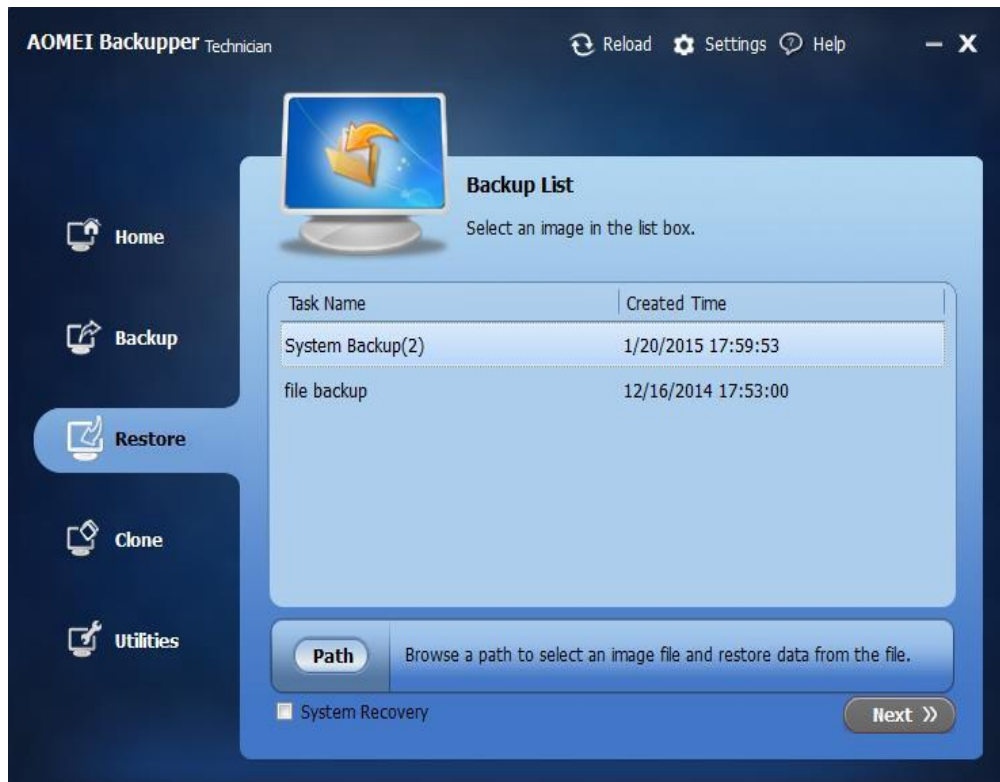 AOMEI Backupper Technician
Reload Settings Help
Backup List
Select an image in the list box.
Home
Backup
Restore
Clone
Utilities
Task Name Created Time
System Backup(2) 1/20/2015 17:59:53
file backup 12/16/2014 17:53:00
Path Browse a path to select an image file and restore data from the file.
System Recovery
Next